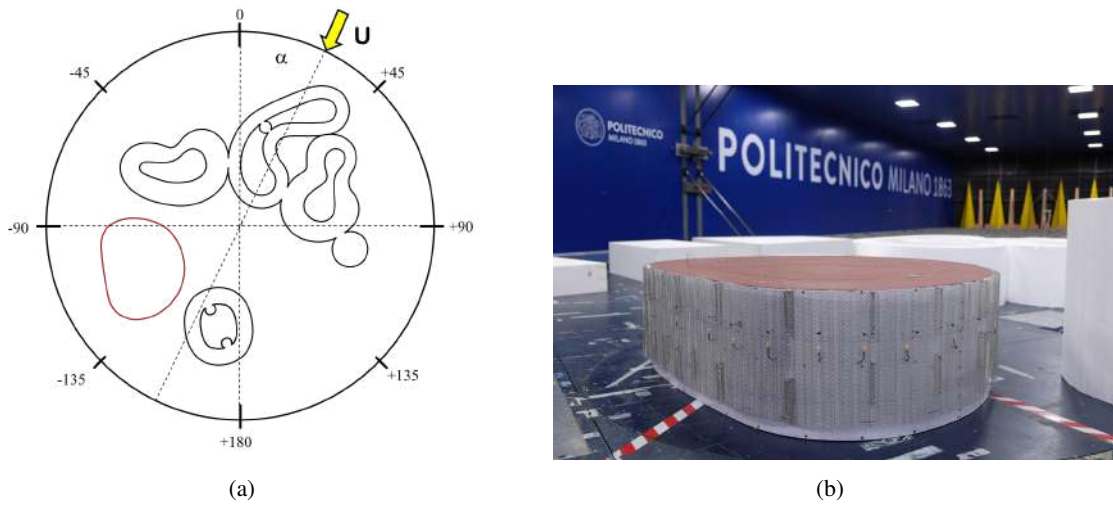 0
U
α
-45
+45
-90
+90
-135
+135
+180
(a)
POLITECNICO
MILANO 1863
POLITECNICO MILANO 1863
(b)